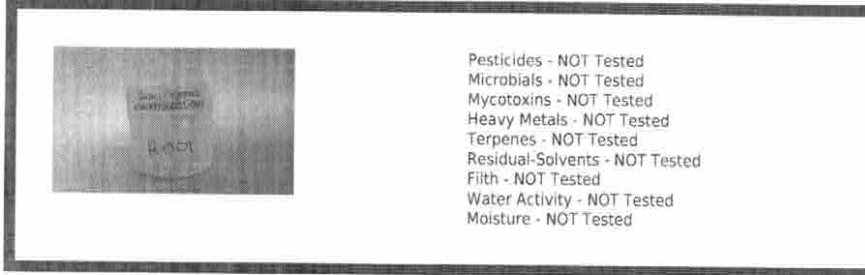 Pesticides - NOT Tested
Microbials - NOT Tested
Mycotoxins - NOT Tested
Heavy Metals - NOT Tested
Terpenes - NOT Tested
Residual-Solvents - NOT Tested
Filth - NOT Tested
Water Activity - NOT Tested
Moisture - NOT Tested